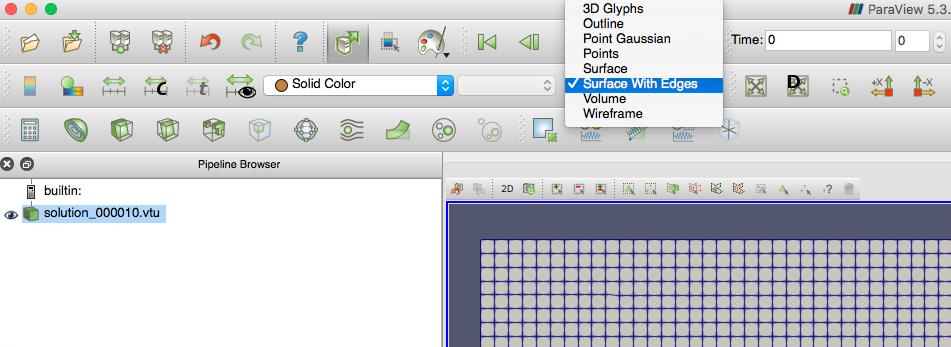 3D Glyphs
Outline
Point Gaussian
Points
Surface
Surface With Edges
Volume
Wireframe
ParaView 5.3.
Time: 0
0
Solid Color
D
C
t
+X
-X
Pipeline Browser
builtin:
solution_000010.vtu
2D
?